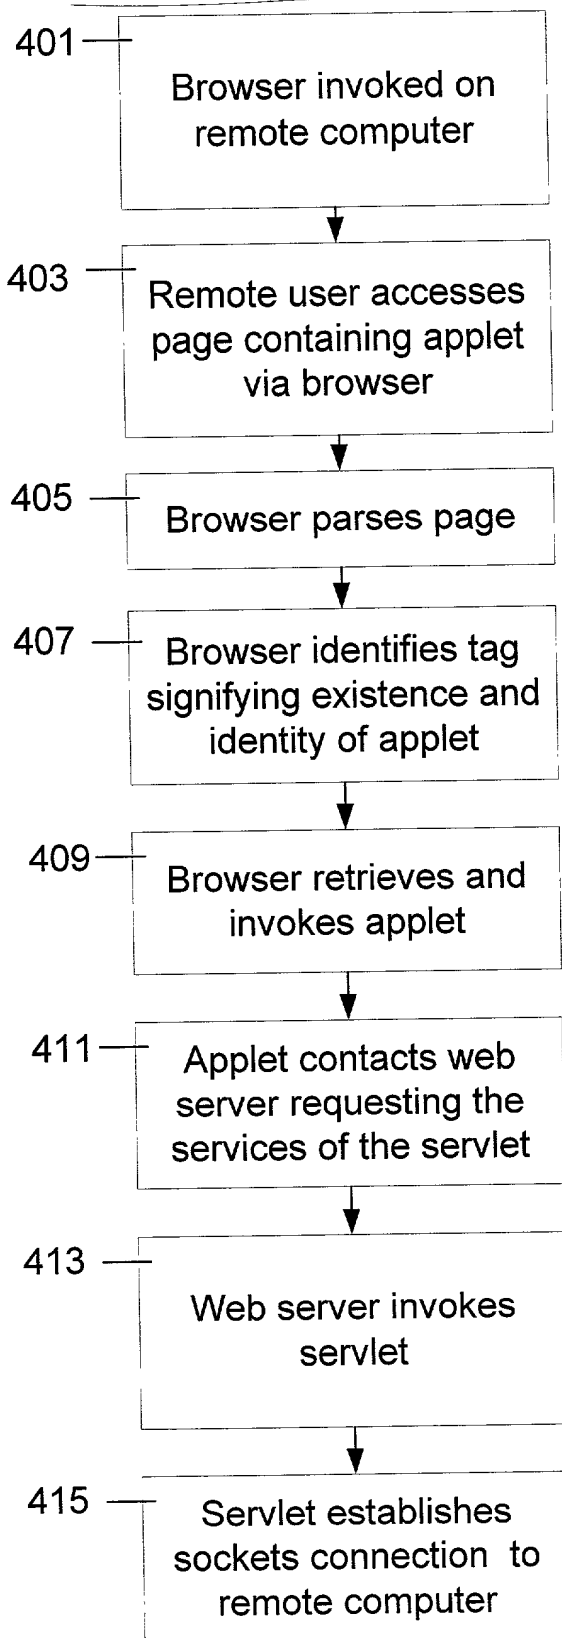 401
Browser invoked on
remote computer
403
Remote user accesses
page containing applet
via browser
405
Browser parses page
407
Browser identifies tag
signifying existence and
identity of applet
409
Browser retrieves and
invokes applet
411
Applet contacts web
server requesting the
services of the servlet
413
Web server invokes
servlet
415
Servlet establishes
sockets connection to
remote computer